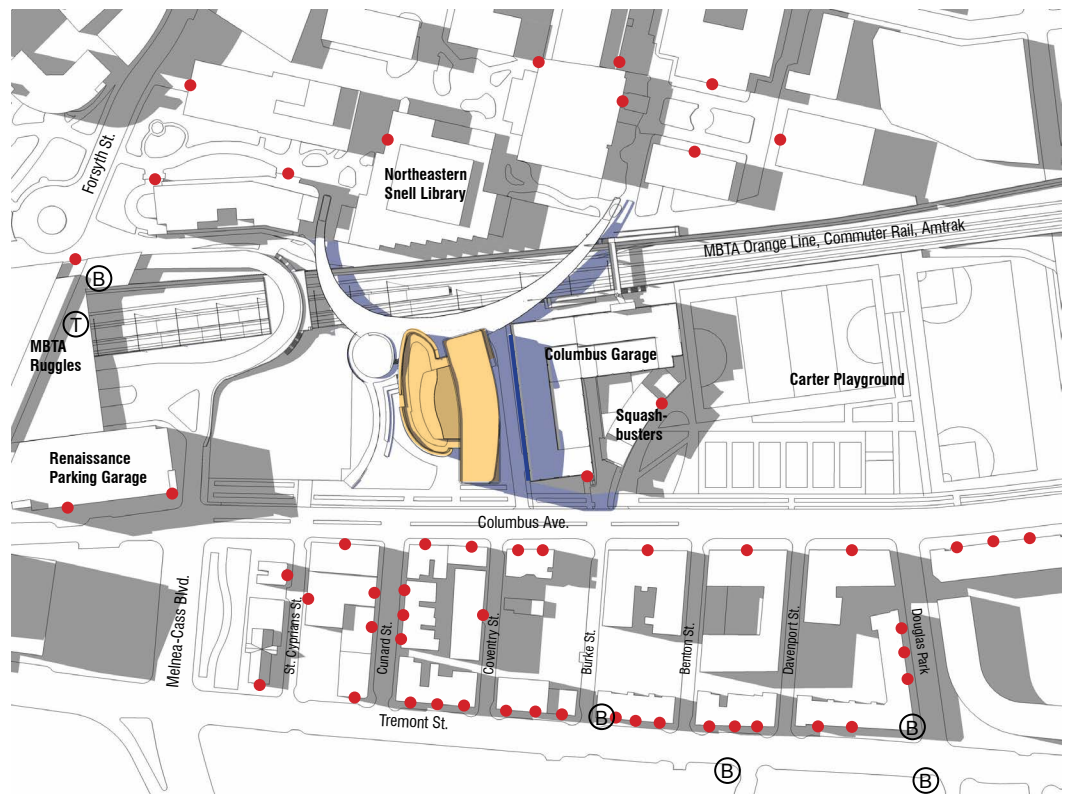 Forsyth St.
Northeastern
Snell Library
MBTA Orange Line, Commuter Rail, Amtrak
B
T
MBTA
Ruggles
Columbus Garage
Carter Playground
Squash-
busters
Renaissance
Parking Garage
Columbus Ave.
Melnea-Cass Blvd.
St. Cyprians St.
Cunard St.
Coventry St.
Burke St.
Benton St.
Davenport St.
Douglas Park
Tremont St.
B
B
B
B